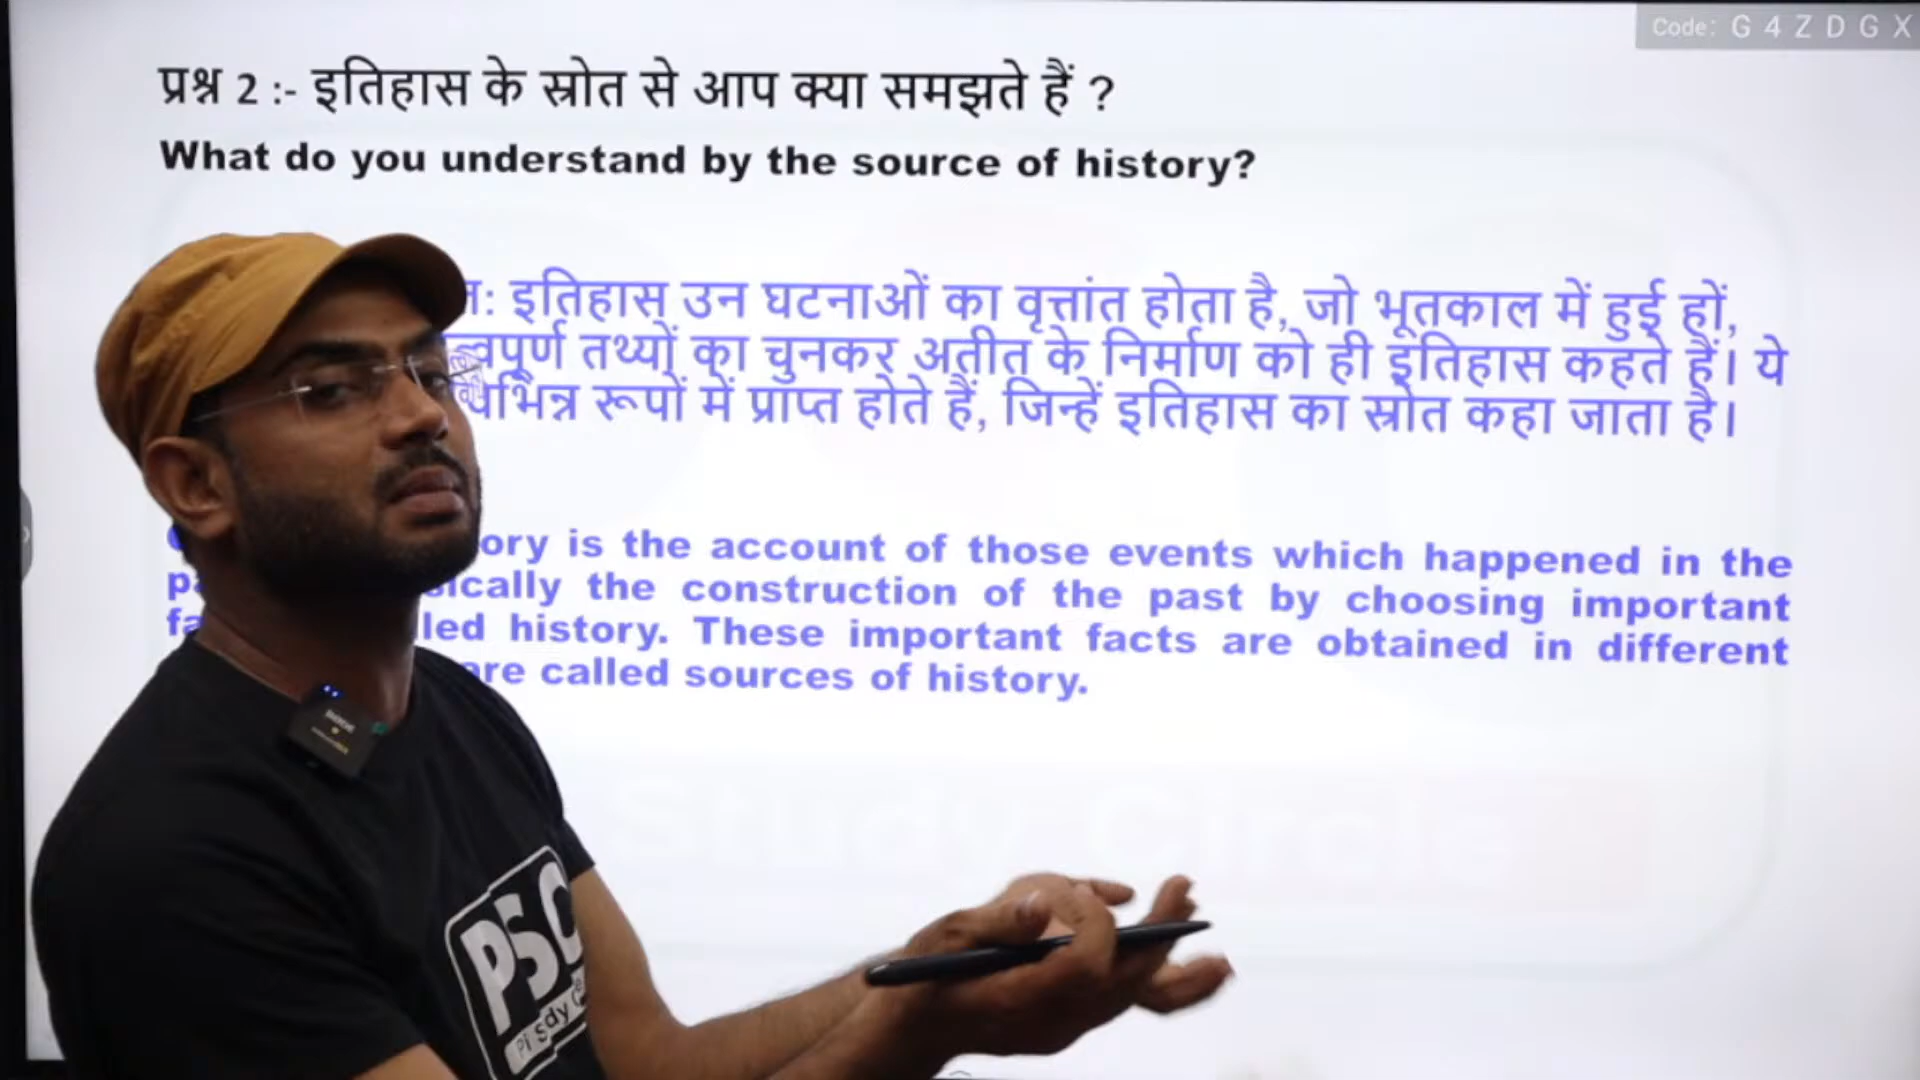 Code: G 4 Z D G X
प्रश्न 2 :- इतिहास के स्रोत से आप क्या समझते हैं ?
What do you understand by the source of history?
इतिहास उन घटनाओं का वृत्तांत होता है, जो भूतकाल में हुई हों,
तथ्यों का चुनकर अतीत के निर्माण को ही इतिहास कहते हैं। ये
विभिन्न रूपों में प्राप्त होते हैं, जिन्हें इतिहास का स्रोत कहा जाता है।
is the account of those events which happened in the
the construction of the past by choosing important
history. These important facts are obtained in different
are called sources of history.
Study Circle
PSC